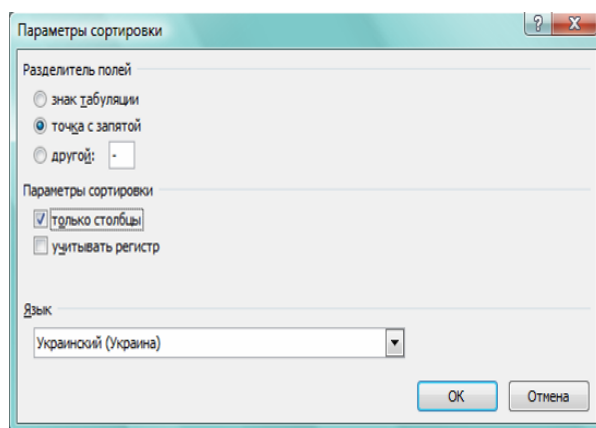 Параметры сортировки
Разделитель полей
знак табуляции
точка с запятой
другой: -
Параметры сортировки
только столбцы
учитывать регистр
Язык
Украинский (Украина)
ОК Отмена